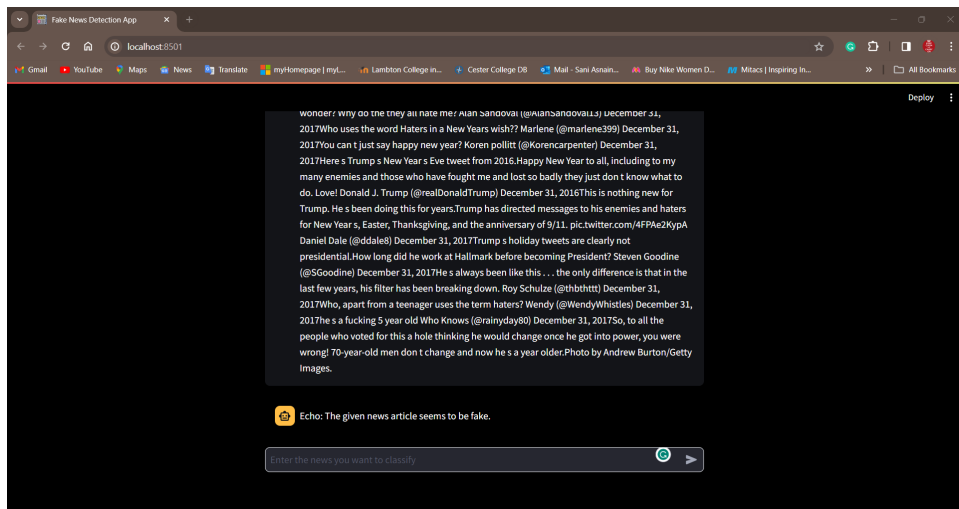 Fake News Detection App
localhost:8501
Gmail YouTube Maps News Translate myHomepage | myL... Lambton College in... Cester College DB Mail - Sani Asnain... Buy Nike Women D... Mitacs | Inspiring In... » All Bookmarks
Deploy
wonder? Why do the they all hate me? Alan Sandoval (@AlanSandoval13) December 31,
2017Who uses the word Haters in a New Years wish?? Marlene (@marlene399) December 31,
2017You can t just say happy new year? Koren pollitt (@Korencarpenter) December 31,
2017Here s Trump s New Year s Eve tweet from 2016.Happy New Year to all, including to my
many enemies and those who have fought me and lost so badly they just don t know what to
do. Love! Donald J. Trump (@realDonaldTrump) December 31, 2016This is nothing new for
Trump. He s been doing this for years.Trump has directed messages to his enemies and haters
for New Year s, Easter, Thanksgiving, and the anniversary of 9/11. pic.twitter.com/4FPAe2KypA
Daniel Dale (@ddale8) December 31, 2017Trump s holiday tweets are clearly not
presidential.How long did he work at Hallmark before becoming President? Steven Goodine
(@SGoodine) December 31, 2017He s always been like this . . . the only difference is that in the
last few years, his filter has been breaking down. Roy Schulze (@thbthttt) December 31,
2017Who, apart from a teenager uses the term haters? Wendy (@WendyWhistles) December 31,
2017he s a fucking 5 year old Who Knows (@rainyday80) December 31, 2017So, to all the
people who voted for this a hole thinking he would change once he got into power, you were
wrong! 70-year-old men don t change and now he s a year older.Photo by Andrew Burton/Getty
Images.
Echo: The given news article seems to be fake.
Enter the news you want to classify